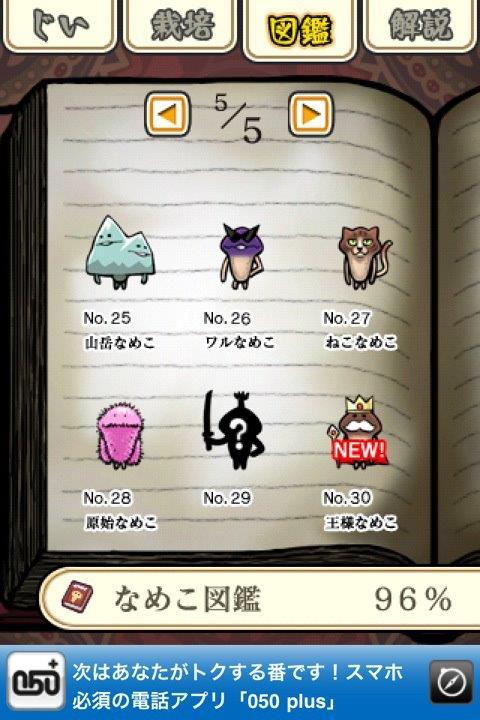 じい
栽培
図鑑
解説
5/5
No.25
山岳なめこ
No.26
ワルなめこ
No.27
ねこなめこ
No.28
原始なめこ
?
No.29
NEW!
No.30
王様なめこ
なめこ図鑑
96%
050+
次はあなたがトクする番です！スマホ
必須の電話アプリ「050 plus」